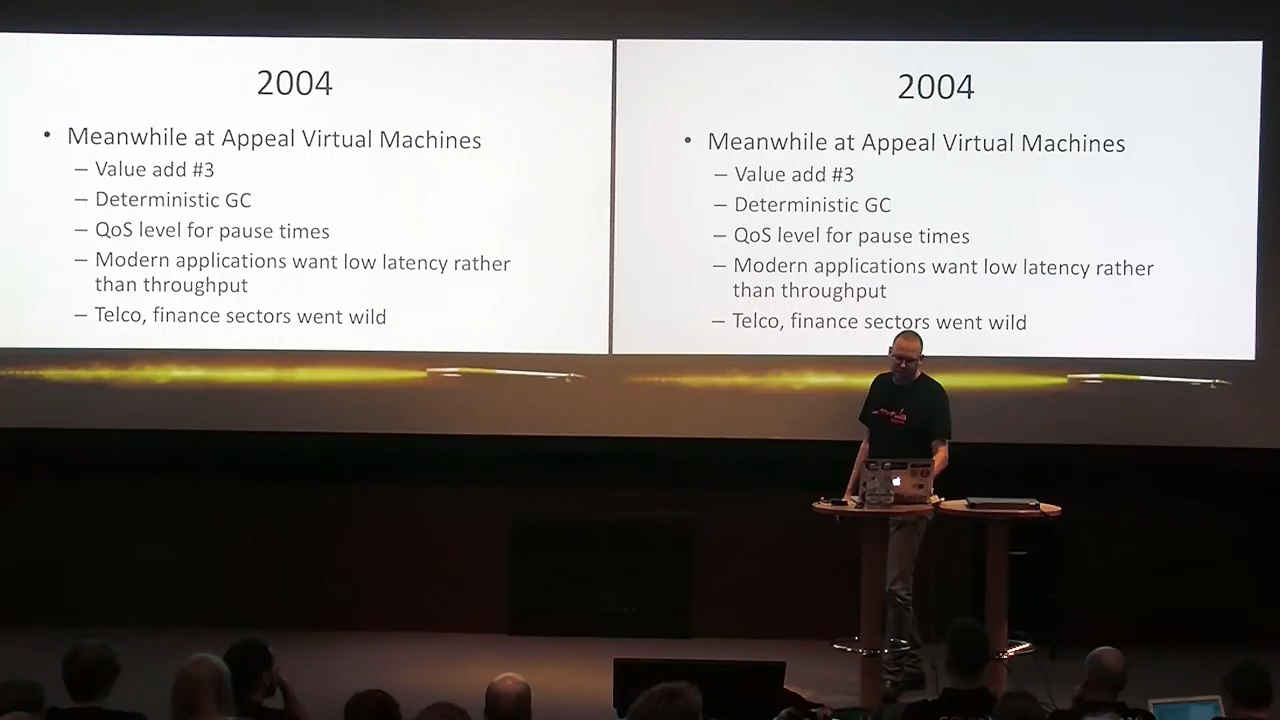 2004
• Meanwhile at Appeal Virtual Machines
– Value add #3
– Deterministic GC
– QoS level for pause times
– Modern applications want low latency rather
than throughput
– Telco, finance sectors went wild
2004
• Meanwhile at Appeal Virtual Machines
– Value add #3
– Deterministic GC
– QoS level for pause times
– Modern applications want low latency rather
than throughput
– Telco, finance sectors went wild